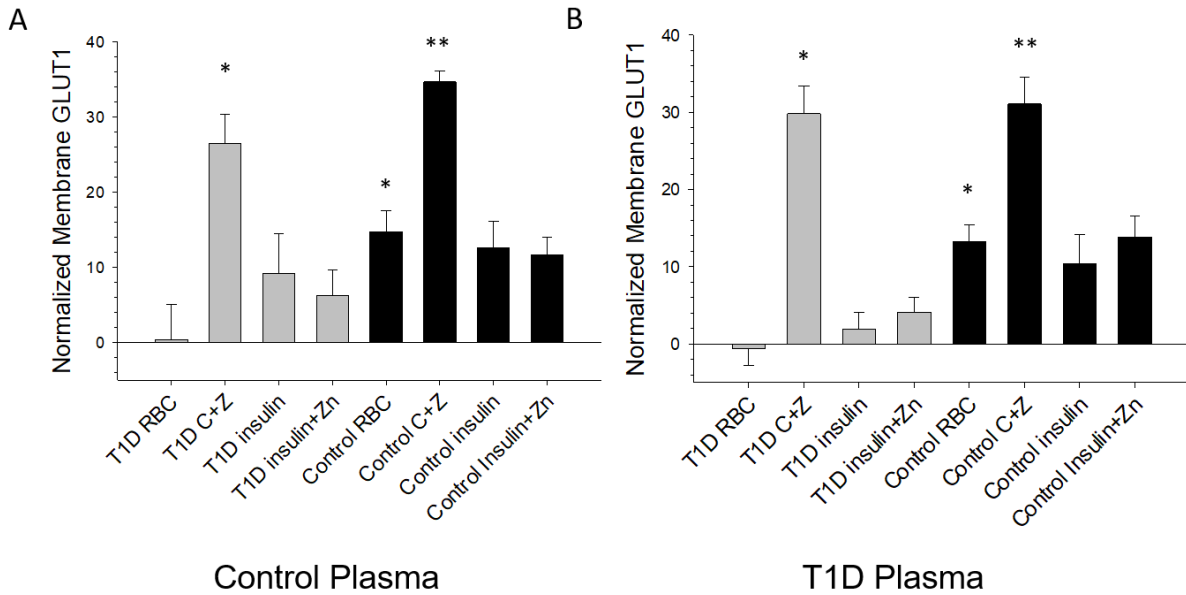 A
Normalized Membrane GLUT1
40
30
20
10
0
*
*
**
T1D RBC
T1D C+Z
T1D insulin
T1D insulin+Zn
Control RBC
Control C+Z
Control insulin
Control Insulin+Zn
Control Plasma
B
Normalized Membrane GLUT1
40
30
20
10
0
*
*
**
T1D RBC
T1D C+Z
T1D insulin
T1D insulin+Zn
Control RBC
Control C+Z
Control insulin
Control Insulin+Zn
T1D Plasma